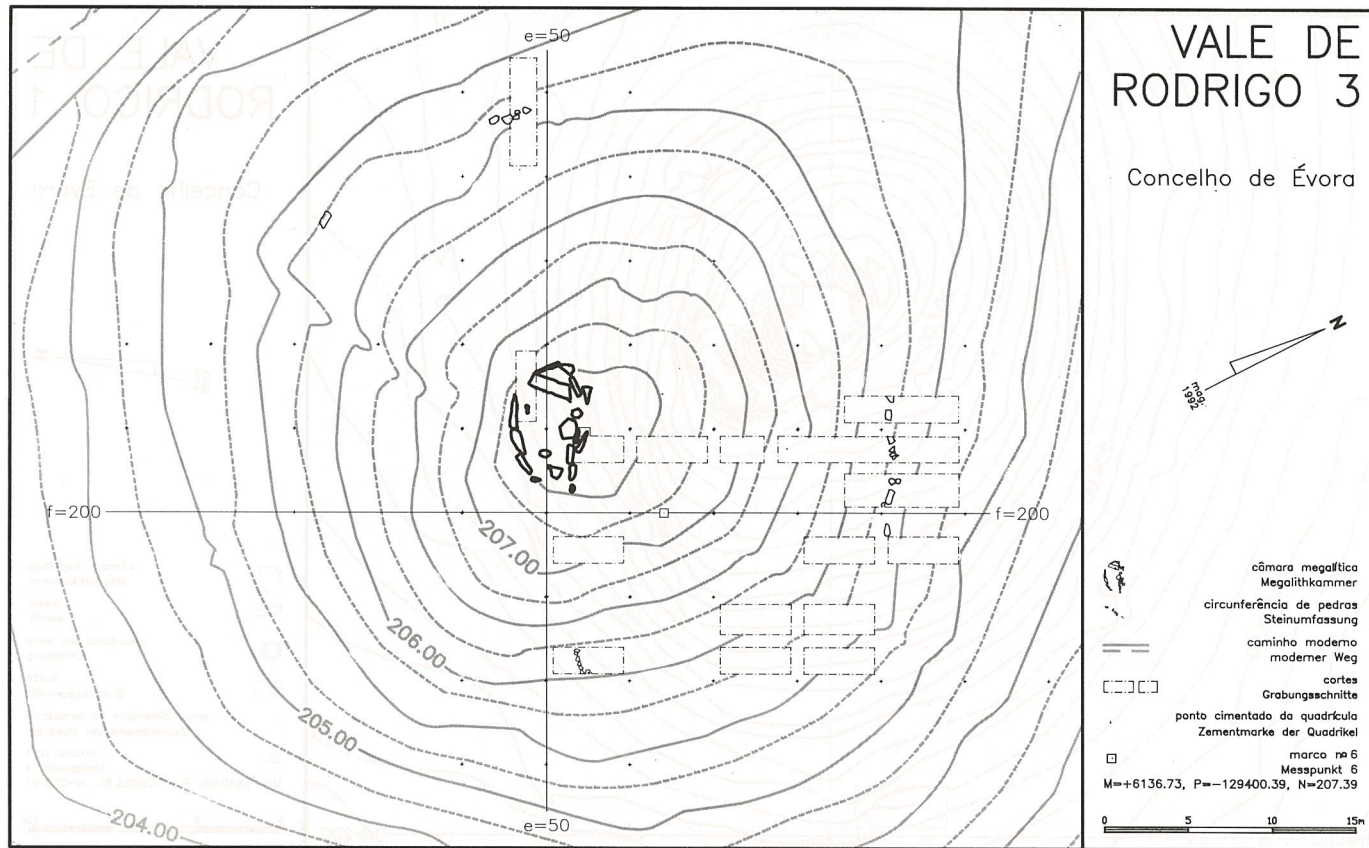 e=50
f=200
f=200
207.00
206.00
205.00
204.00
e=50
VALE DE
RODRIGO 3
Concelho de Évora
N
mag.
1992
câmara megalítica
Megalithkammer
circunferência de pedras
Steinumfassung
caminho moderno
moderner Weg
cortes
Grabungsschnitte
ponto cimentado da quadrícula
Zementmarke der Quadrikel
marco nº 6
Messpunkt 6
M=+6136.73, P=-129400.39, N=207.39
0 5 10 15m